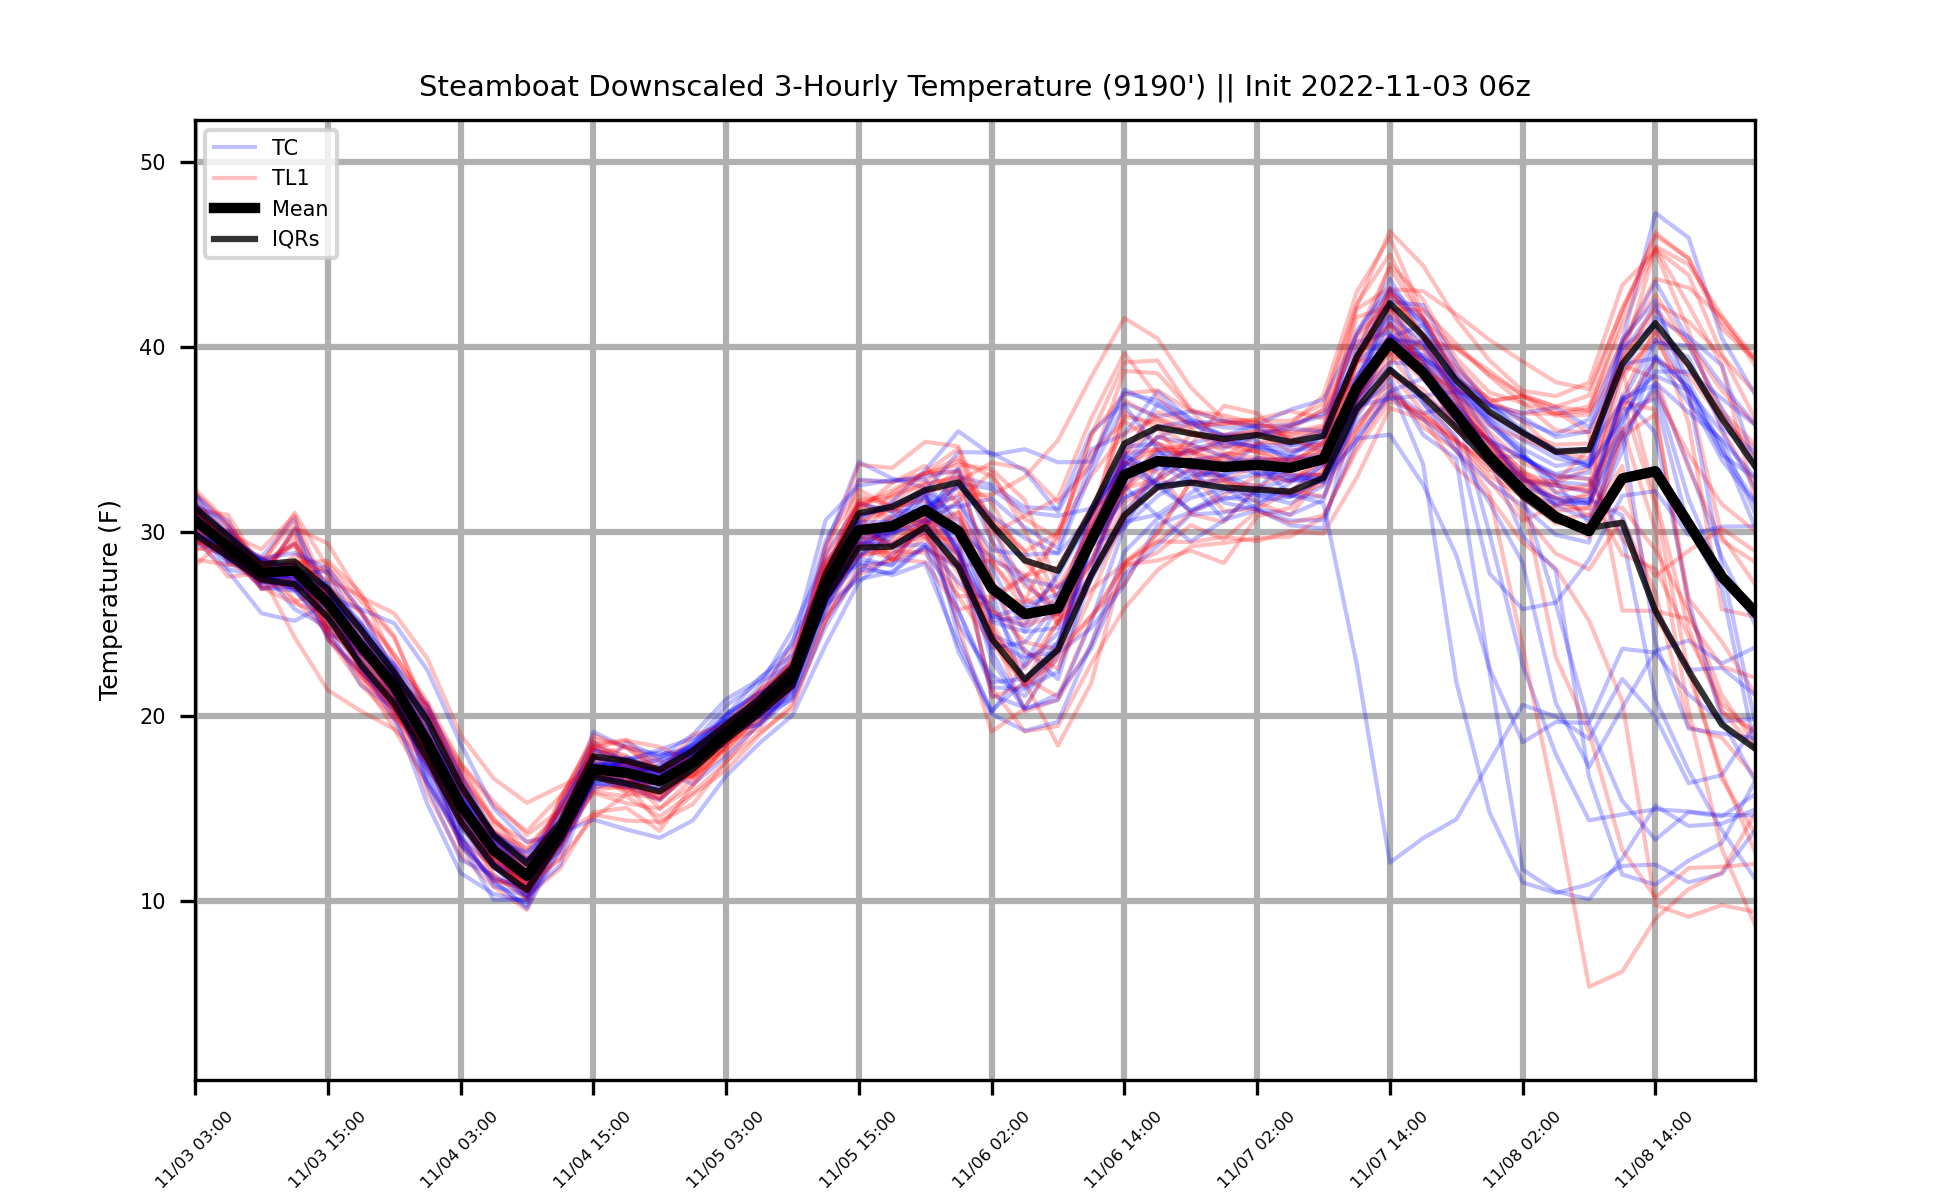 Steamboat Downscaled 3-Hourly Temperature (9190') || Init 2022-11-03 06z
TC
TL1
Mean
IQRs
Temperature (F)
50
40
30
20
10
11/03 03:00
11/03 15:00
11/04 03:00
11/04 15:00
11/05 03:00
11/05 15:00
11/06 02:00
11/06 14:00
11/07 02:00
11/07 14:00
11/08 02:00
11/08 14:00